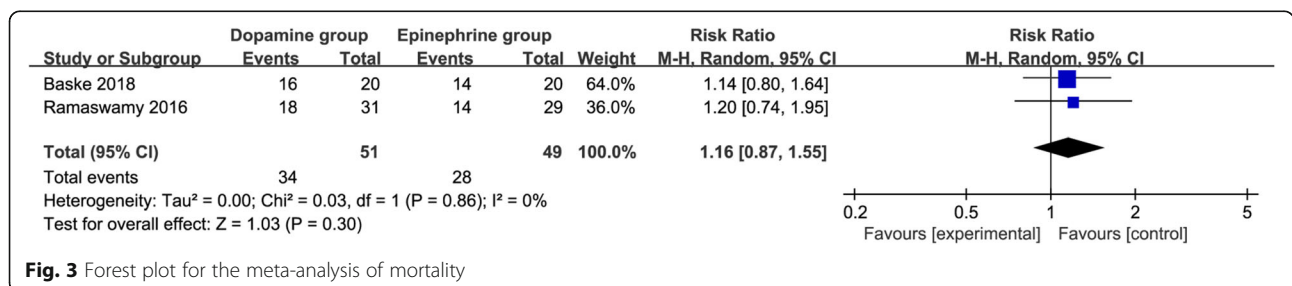 Dopamine group Epinephrine group Risk Ratio Risk Ratio
Study or Subgroup Events Total Events Total Weight M-H, Random, 95% CI M-H, Random, 95% CI
Baske 2018 16 20 14 20 64.0% 1.14 [0.80, 1.64]
Ramaswamy 2016 18 31 14 29 36.0% 1.20 [0.74, 1.95]
Total (95% CI) 51 49 100.0% 1.16 [0.87, 1.55]
Total events 34 28
Heterogeneity: Tau² = 0.00; Chi² = 0.03, df = 1 (P = 0.86); I² = 0%
Test for overall effect: Z = 1.03 (P = 0.30)
0.2 0.5 1 2 5
Favours [experimental] Favours [control]
Fig. 3 Forest plot for the meta-analysis of mortality